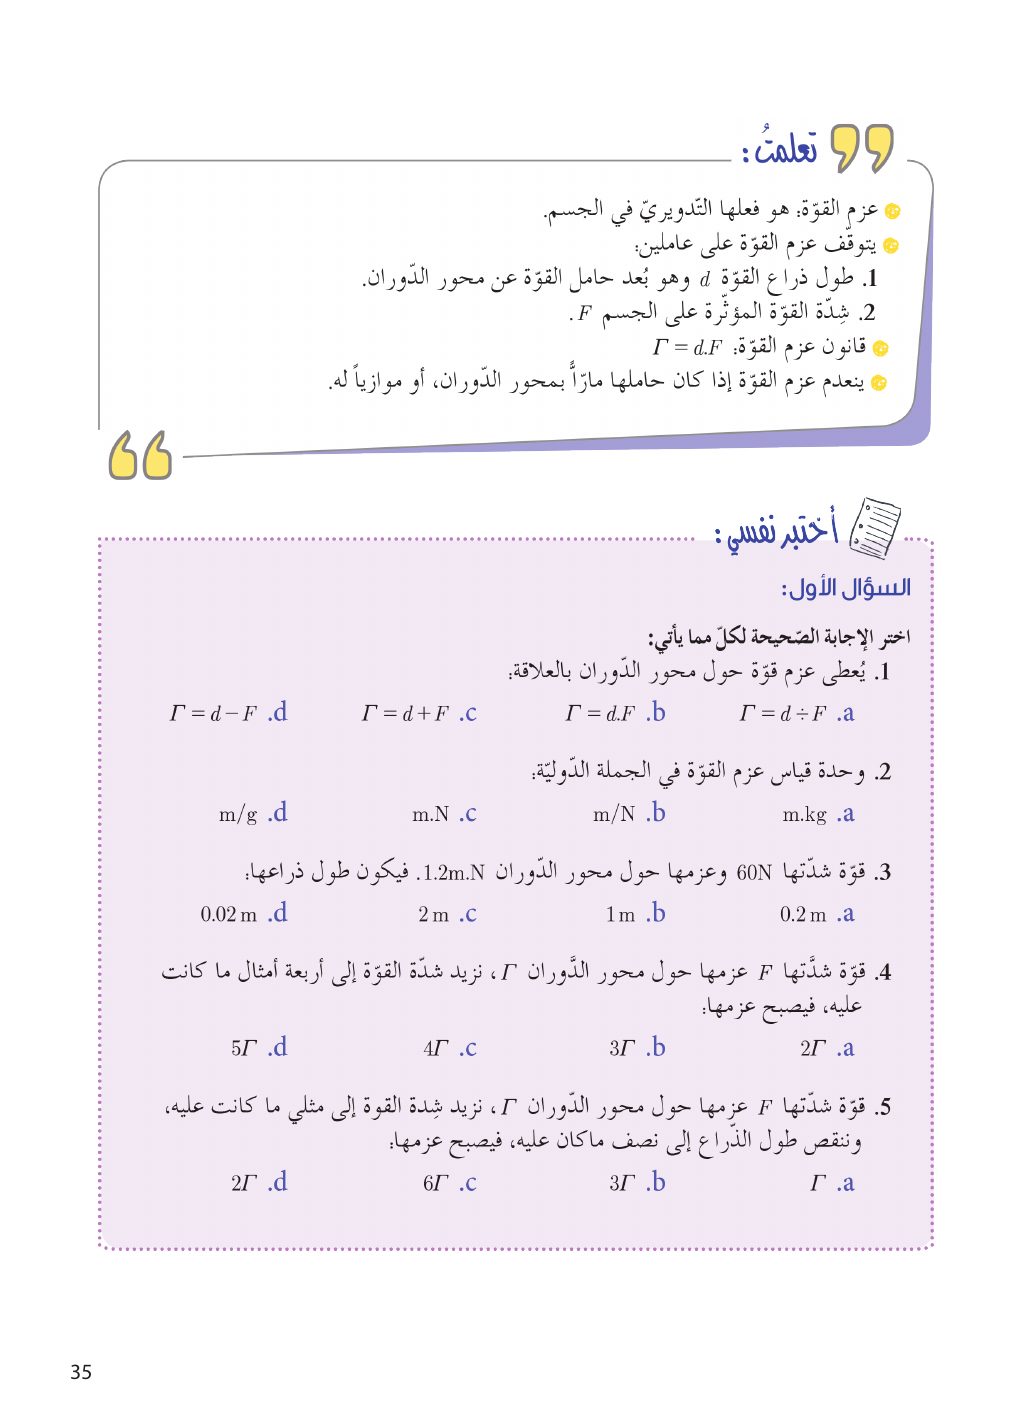 تعلمتُ:
عزم القوّة: هو فعلها التّدويريّ في الجسم.
يتوقّف عزم القوّة على عاملين:
1. طول ذراع القوّة d وهو بُعد حامل القوّة عن محور الدّوران.
2. شِدّة القوّة المؤثّرة على الجسم F .
قانون عزم القوّة: Γ = d.F
ينعدم عزم القوّة إذا كان حاملها مارّاً بمحور الدّوران، أو موازياً له.
أختبر نفسي:
السؤال الأول:
اختر الإجابة الصّحيحة لكلّ مما يأتي:
1. يُعطى عزم قوّة حول محور الدّوران بالعلاقة:
a. Γ = d ÷ F b. Γ = d.F c. Γ = d + F d. Γ = d − F
2. وحدة قياس عزم القوّة في الجملة الدّوليّة:
a. m.kg b. m/N c. m.N d. m/g
3. قوّة شدّتها 60N وعزمها حول محور الدّوران 1.2m.N. فيكون طول ذراعها:
a. 0.2 m b. 1 m c. 2 m d. 0.02 m
4. قوّة شدَّتها F عزمها حول محور الدَّوران Γ، نزيد شدّة القوّة إلى أربعة أمثال ما كانت
عليه، فيصبح عزمها:
a. 2Γ b. 3Γ c. 4Γ d. 5Γ
5. قوّة شدّتها F عزمها حول محور الدّوران Γ، نزيد شِدة القوة إلى مثلي ما كانت عليه،
وننقص طول الذّراع إلى نصف ماكان عليه، فيصبح عزمها:
a. Γ b. 3Γ c. 6Γ d. 2Γ
35